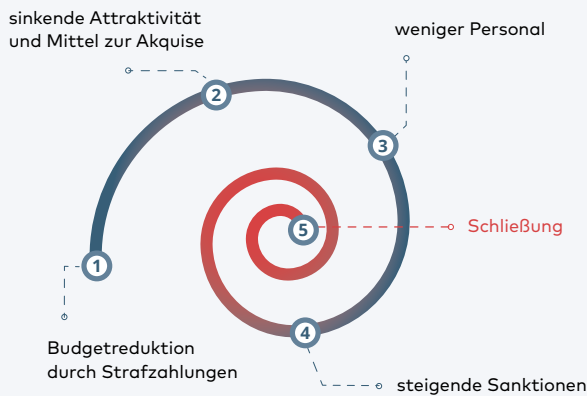 sinkende Attraktivität
und Mittel zur Akquise
weniger Personal
2
3
5
Schließung
1
4
Budgetreduktion
durch Strafzahlungen
steigende Sanktionen